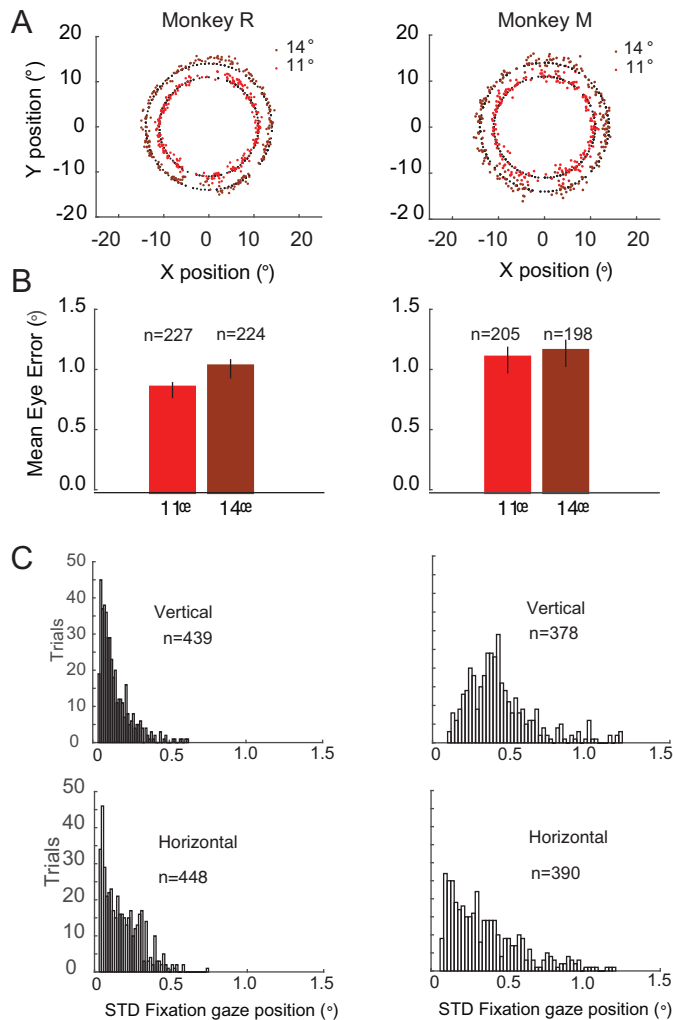 A
Monkey R
Monkey M
Y position (°)
20
10
0
-10
-20
14°
11°
-20 -10 0 10 20
X position (°)
20
10
0
-10
-20
14°
11°
-20 -10 0 10 20
X position (°)
B
Mean Eye Error (°)
1.5
1.0
0.5
0.0
n=227 n=224
11œ 14œ
1.5
1.0
0.5
0.0
n=205 n=198
11œ 14œ
C
Trials
50
40
30
20
10
0
Vertical
n=439
0 0.5 1.0 1.5
Vertical
n=378
0 0.5 1.0 1.5
Trials
50
40
30
20
10
0
Horizontal
n=448
0 0.5 1.0 1.5
STD Fixation gaze position (°)
Horizontal
n=390
0 0.5 1.0 1.5
STD Fixation gaze position (°)